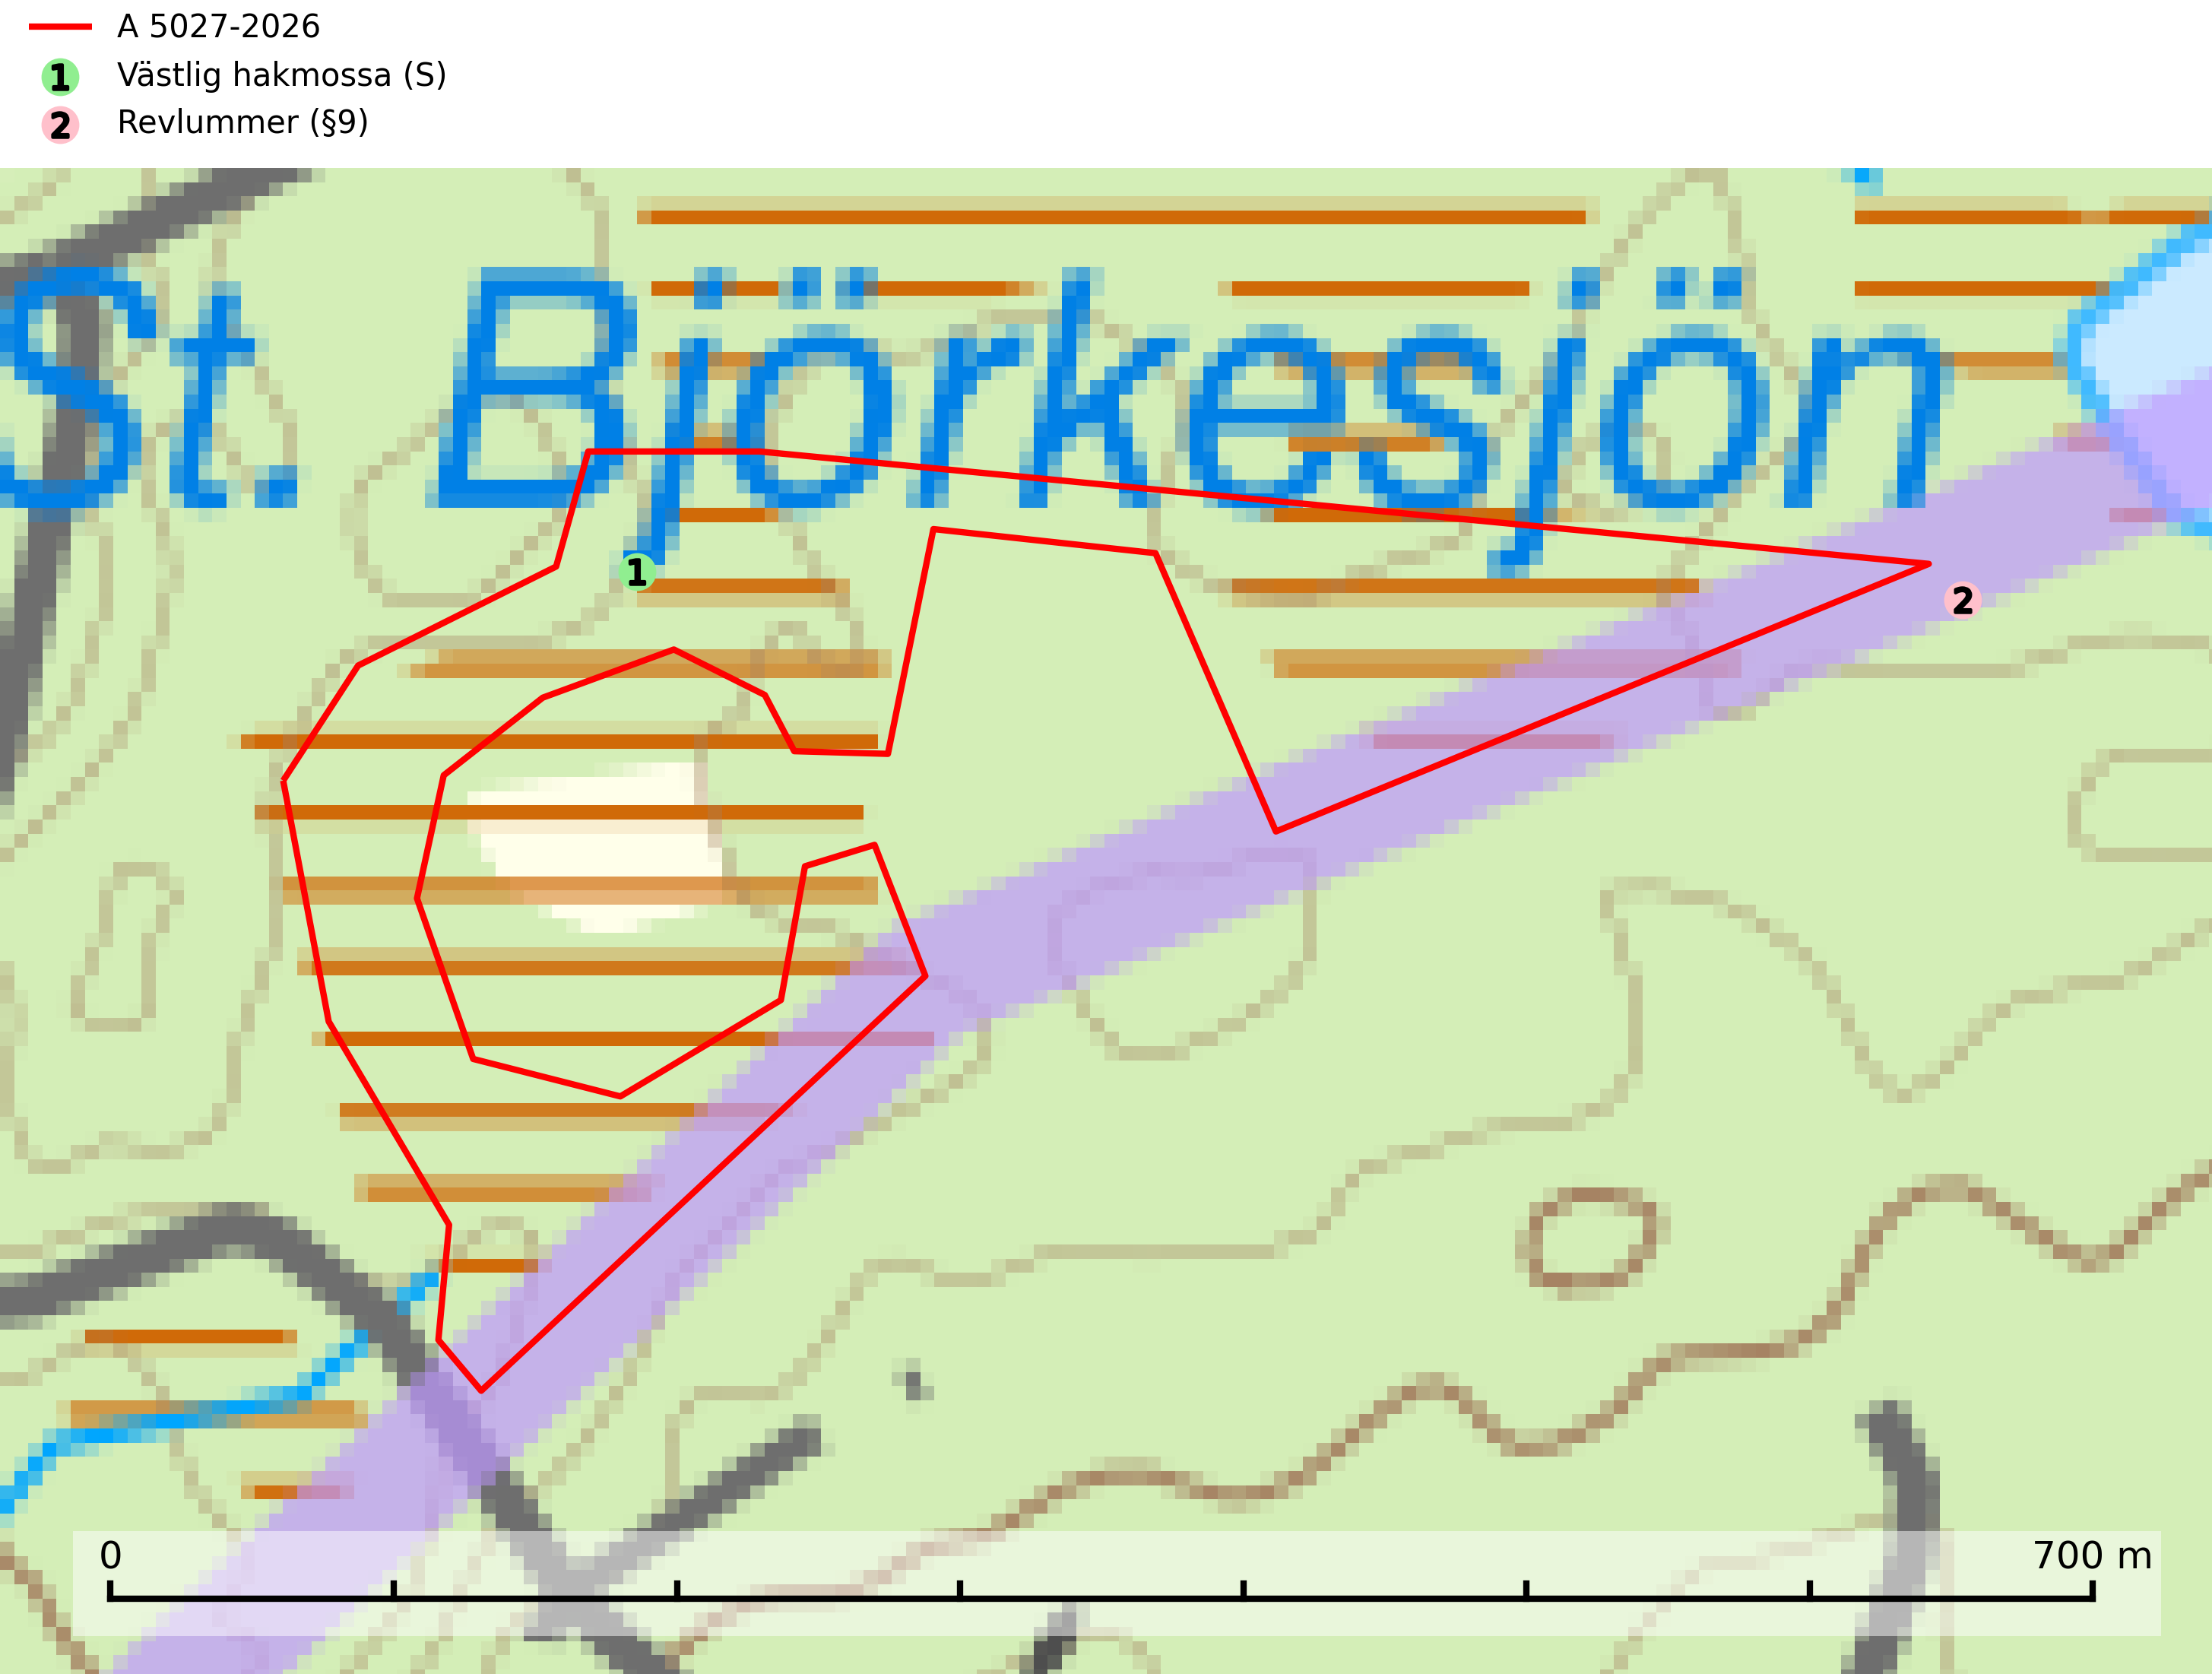 A 5027-2026
1 Västlig hakmossa (S)
2 Revlummer (§9)
St. Björkesjön
1
2
0 700 m